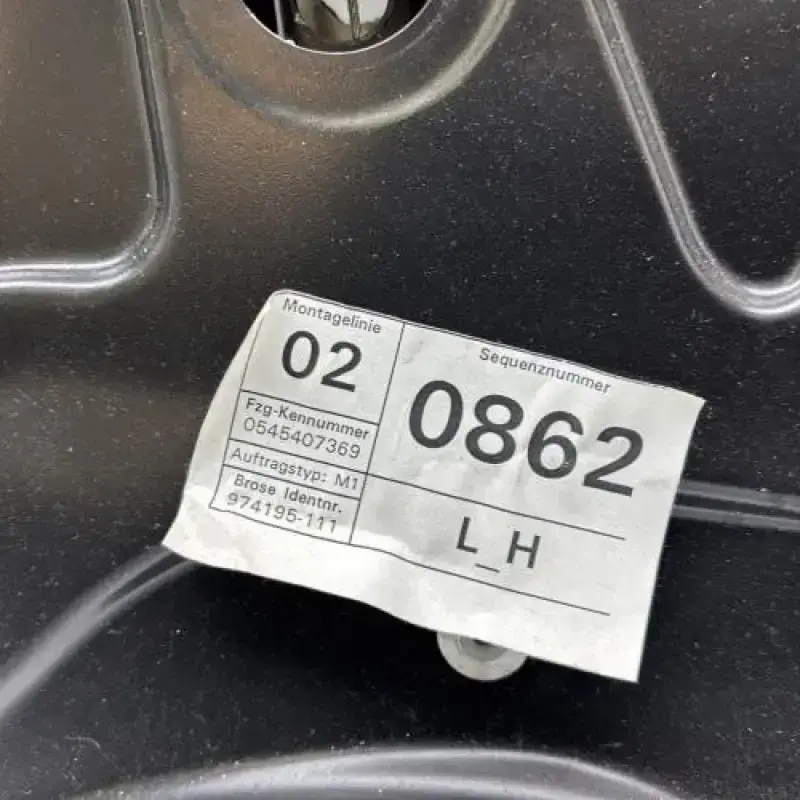 Montagelinie
02
Fzg-Kennummer
0545407369
Auftragstyp: M1
Brose Identnr.
974195-111
Sequenznummer
0862
L_H